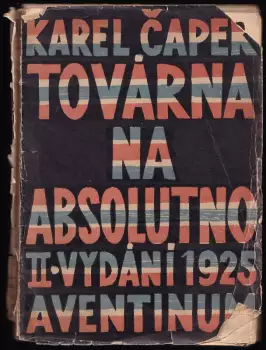 KAREL ČAPEK
TOVÁRNA
NA
ABSOLUTNO
II·VYDÁNÍ 1925
AVENTINUM